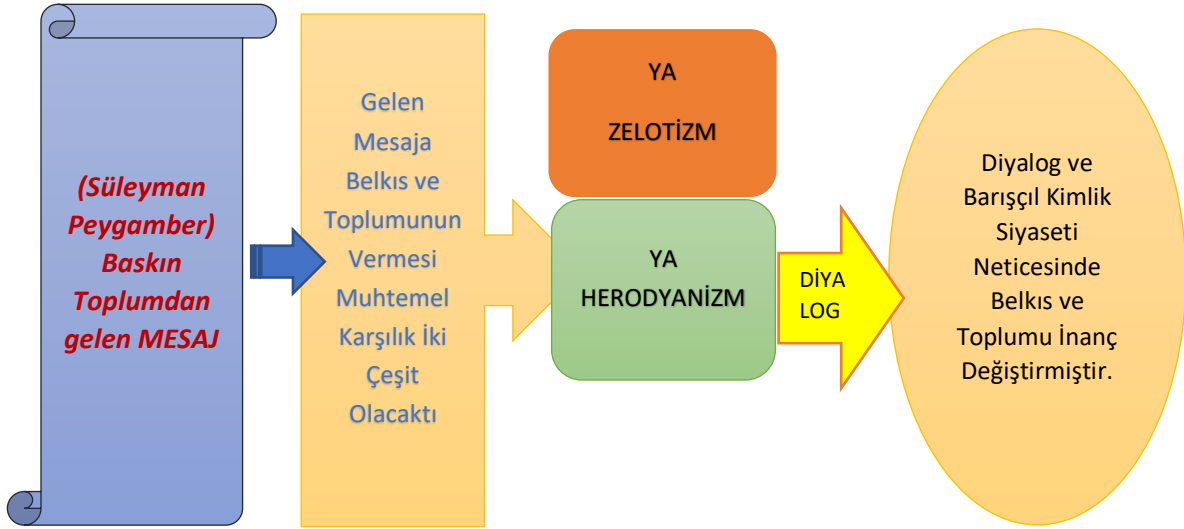 (Süleyman
Peygamber)
Baskın
Toplumdan
gelen MESAJ
Gelen
Mesaja
Belkıs ve
Toplumunun
Vermesi
Muhtemel
Karşılık İki
Çeşit
Olacaktı
YA
ZELOTİZM
YA
HERODYANİZM
DİYA
LOG
Diyalog ve
Barışçıl Kimlik
Siyaseti
Neticesinde
Belkıs ve
Toplumu İnanç
Değiştirmiştir.